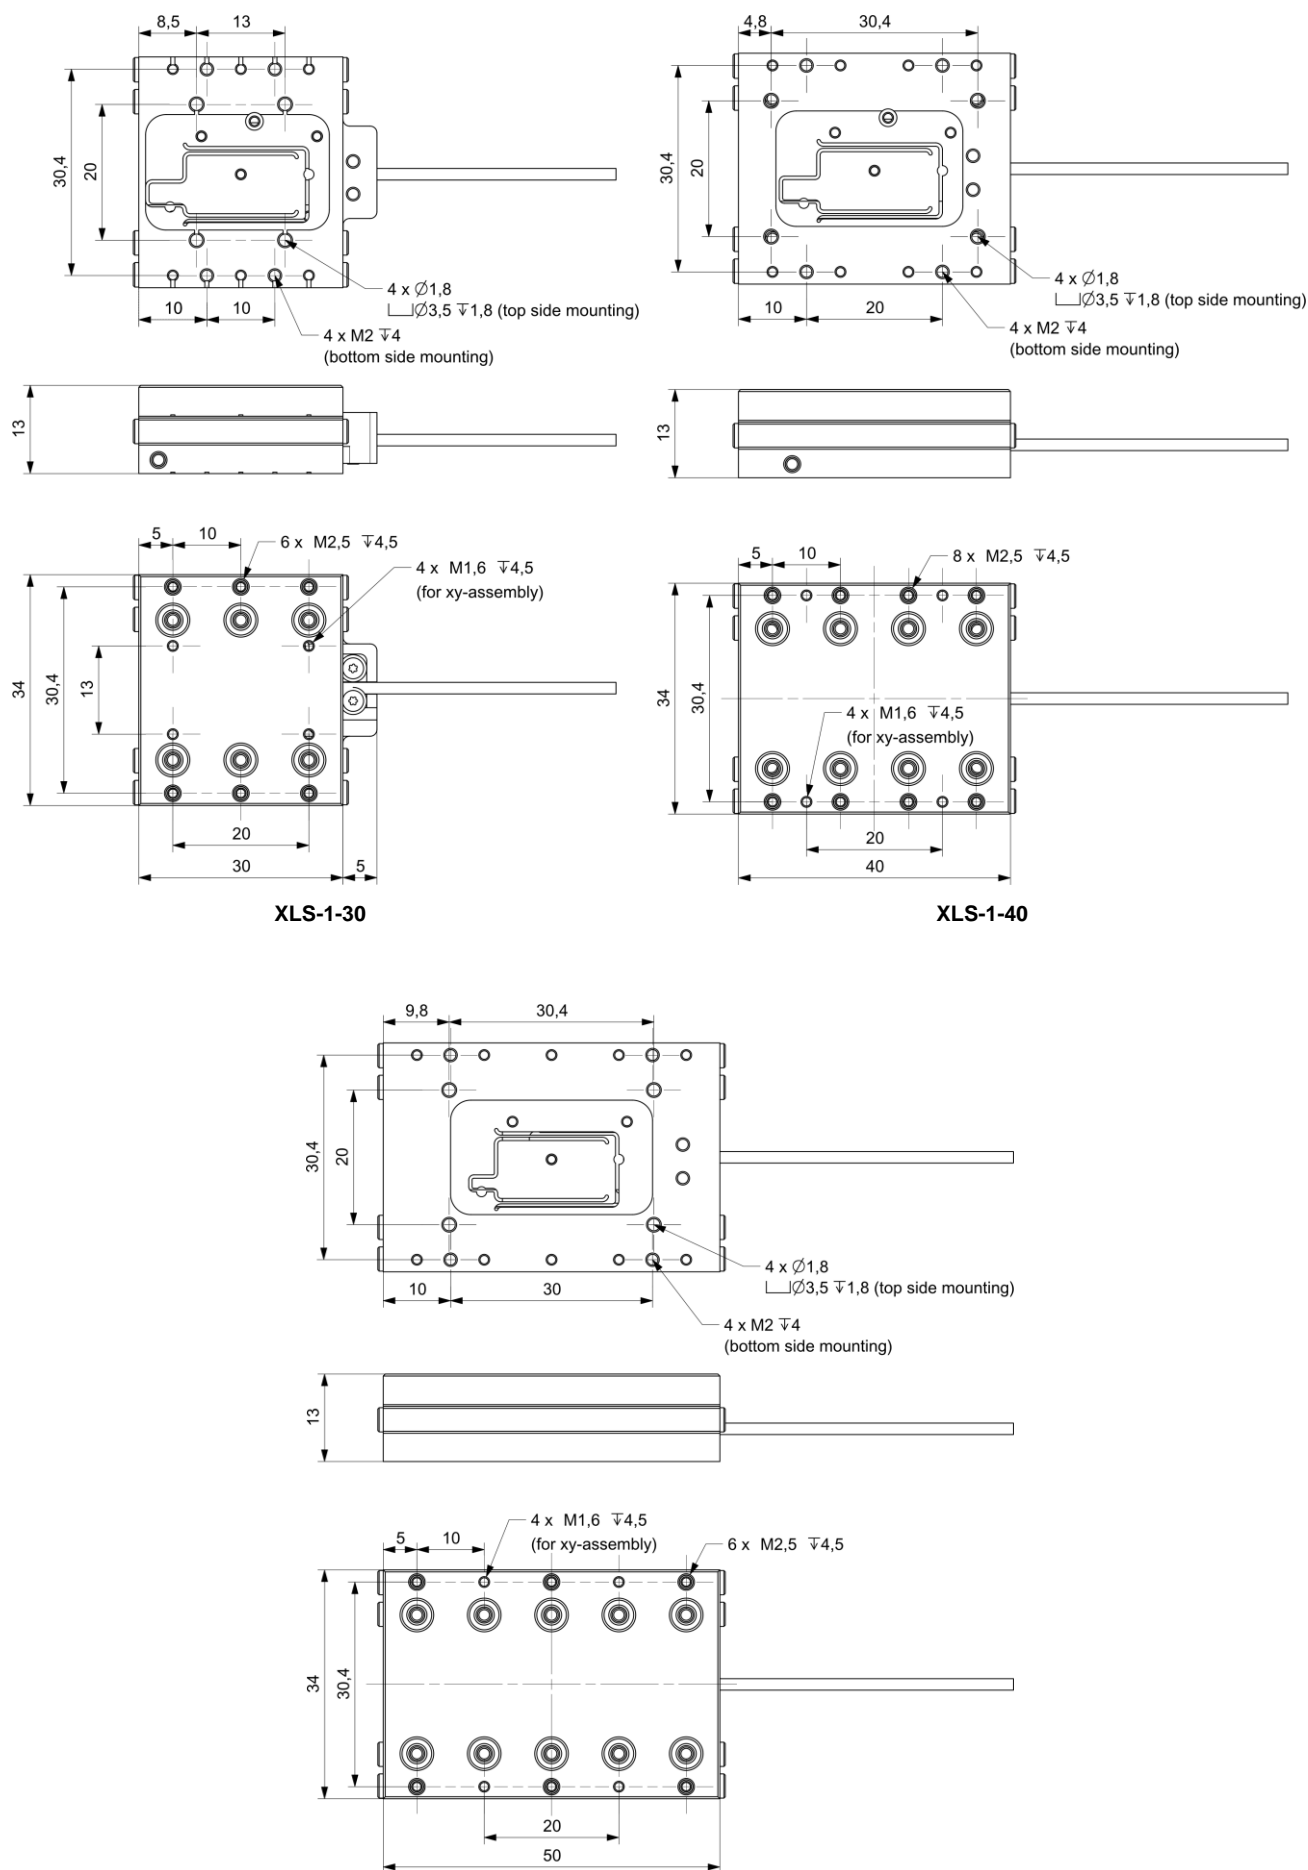 8,5 13
30,4
20
10 10
4 x Ø1,8
⌴Ø3,5 ↧1,8 (top side mounting)
4 x M2 ↧4
(bottom side mounting)
13
5 10
6 x M2,5 ↧4,5
4 x M1,6 ↧4,5
(for xy-assembly)
34
30,4
13
20
30 5
XLS-1-30
4,8 30,4
30,4
20
10 20
4 x Ø1,8
⌴Ø3,5 ↧1,8 (top side mounting)
4 x M2 ↧4
(bottom side mounting)
13
5 10
8 x M2,5 ↧4,5
34
30,4
4 x M1,6 ↧4,5
(for xy-assembly)
20
40
XLS-1-40
9,8 30,4
30,4
20
10 30
4 x Ø1,8
⌴Ø3,5 ↧1,8 (top side mounting)
4 x M2 ↧4
(bottom side mounting)
13
5 10
4 x M1,6 ↧4,5
(for xy-assembly)
6 x M2,5 ↧4,5
34
30,4
20
50